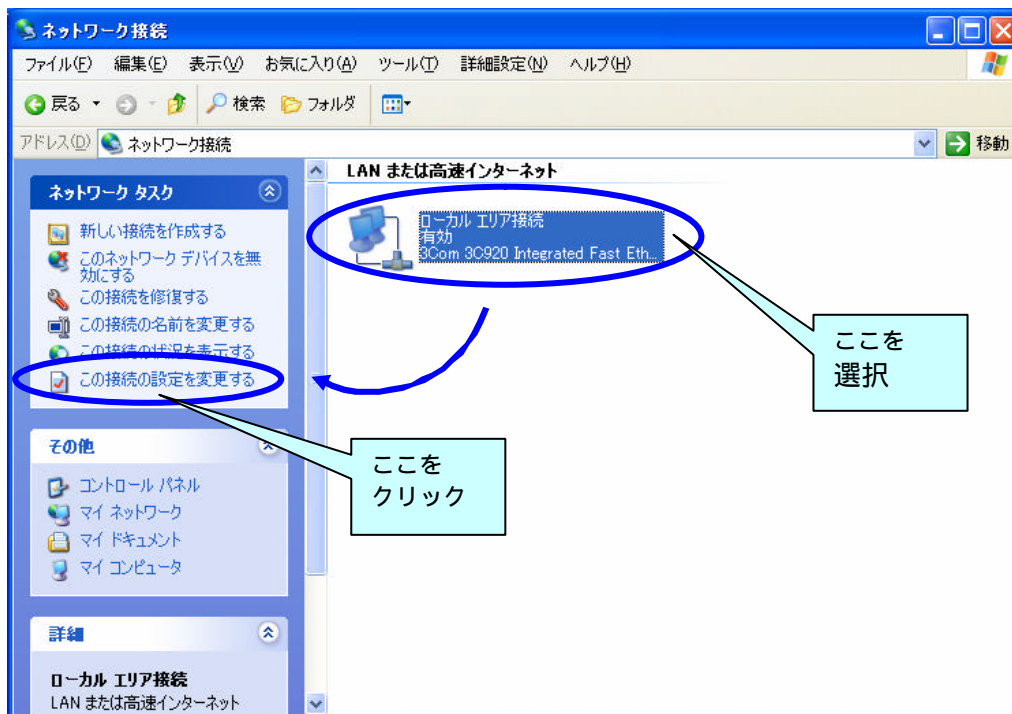 ネットワーク接続
ファイル(F) 編集(E) 表示(V) お気に入り(A) ツール(T) 詳細設定(N) ヘルプ(H)
戻る 検索 フォルダ
アドレス(D) ネットワーク接続 移動
ネットワーク タスク
新しい接続を作成する
このネットワーク デバイスを無
効にする
この接続を修復する
この接続の名前を変更する
この接続の状況を表示する
この接続の設定を変更する
その他
コントロール パネル
マイ ネットワーク
マイ ドキュメント
マイ コンピュータ
詳細
ローカル エリア接続
LAN または高速インターネット
LAN または高速インターネット
ローカル エリア接続
有効
3Com 3C920 Integrated Fast Eth...
ここを
選択
ここを
クリック